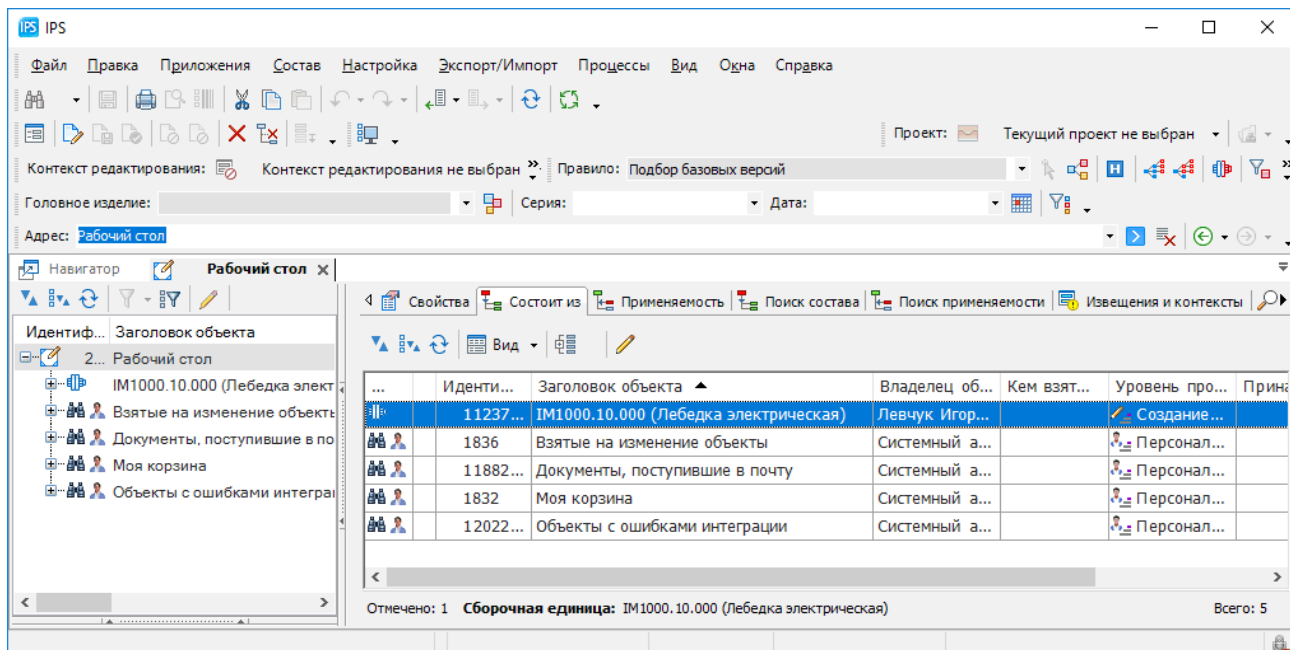 IPS IPS
Файл Правка Приложения Состав Настройка Экспорт/Импорт Процессы Вид Окна Справка
Проект: Текущий проект не выбран
Контекст редактирования: Контекст редактирования не выбран Правило: Подбор базовых версий H
Головное изделие: Серия: Дата:
Адрес: Рабочий стол
Навигатор Рабочий стол
Свойства Состоит из Применяемость Поиск состава Поиск применяемости Извещения и контексты
Идентиф... Заголовок объекта
2... Рабочий стол
IM1000.10.000 (Лебедка элект
Взятые на изменение объекты
Документы, поступившие в по
Моя корзина
Объекты с ошибками интеграц
Вид
... Иденти... Заголовок объекта Владелец об... Кем взят... Уровень про... Прина
11237... IM1000.10.000 (Лебедка электрическая) Левчук Игор... Создание...
1836 Взятые на изменение объекты Системный а... Персонал...
11882... Документы, поступившие в почту Системный а... Персонал...
1832 Моя корзина Системный а... Персонал...
12022... Объекты с ошибками интеграции Системный а... Персонал...
Отмечено: 1 Сборочная единица: IM1000.10.000 (Лебедка электрическая) Всего: 5